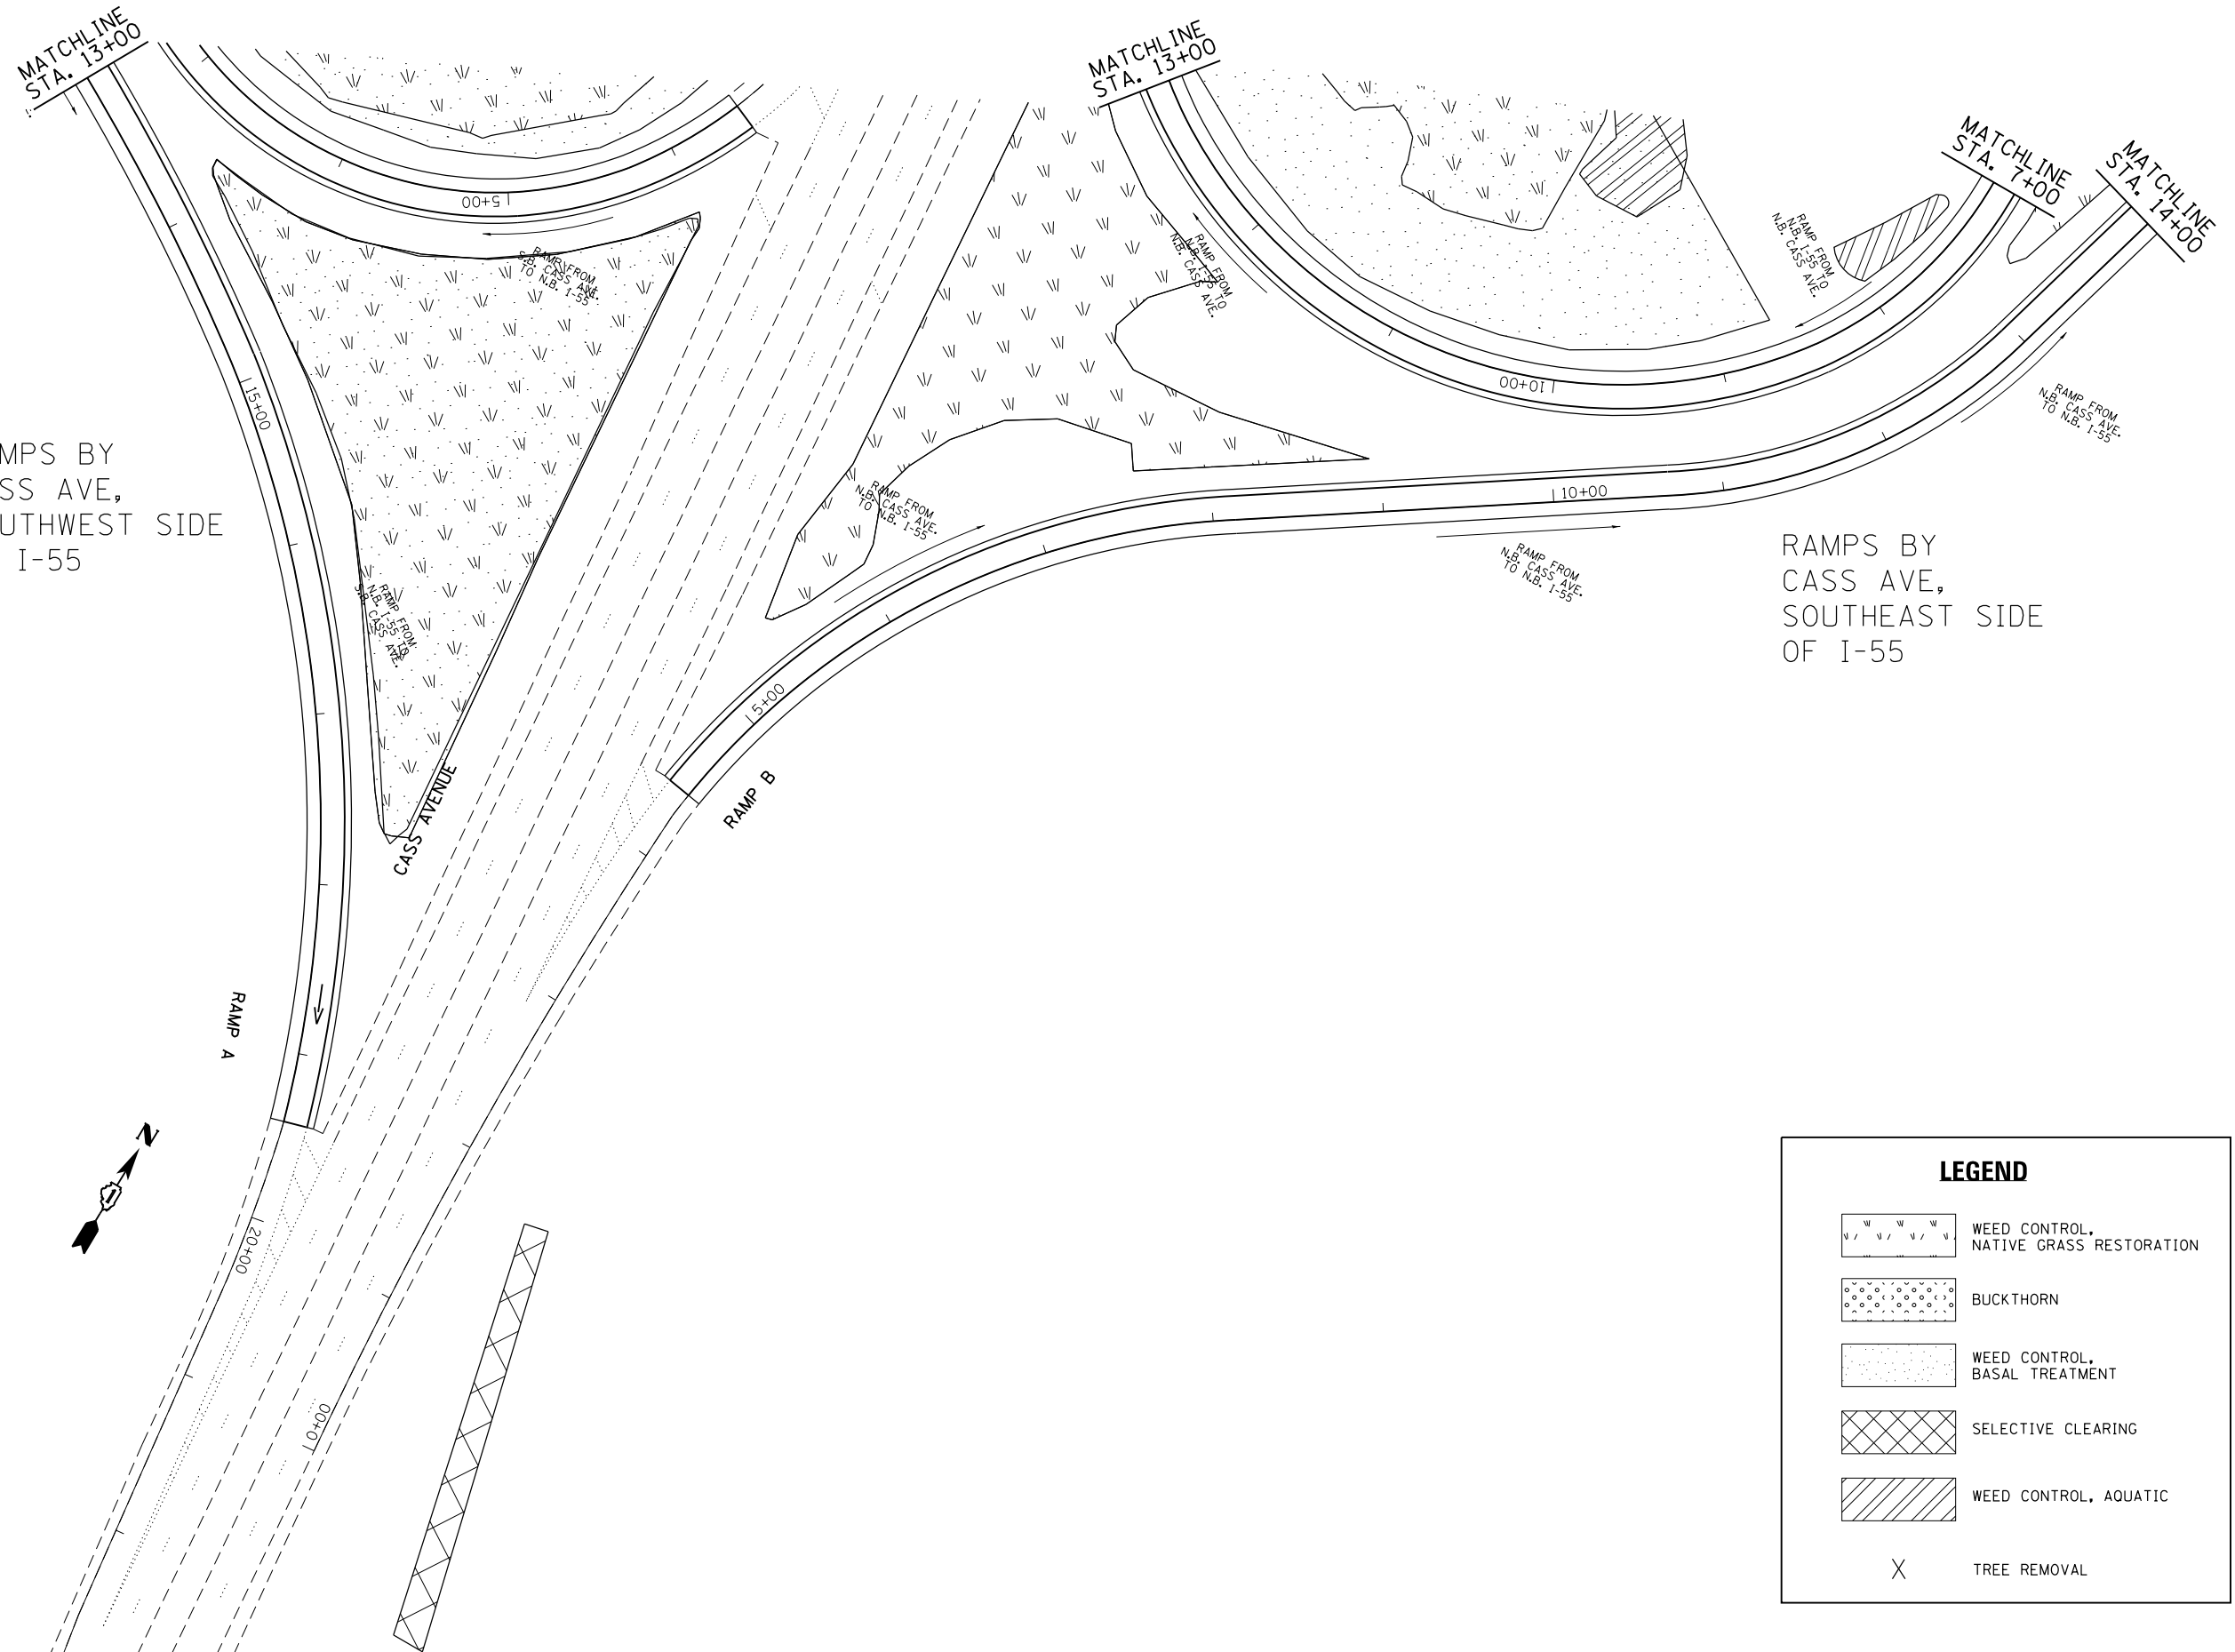 MATCHLINE
STA. 13+00
MATCHLINE
STA. 13+00
MATCHLINE
STA. 7+00
MATCHLINE
STA. 14+00
5+00
RAMP FROM
S.B. CASS AVE.
TO N.B. I-55
RAMP FROM
N.B. I-55 TO
N.B. CASS AVE.
RAMP FROM
N.B. I-55 TO
N.B. CASS AVE.
15+00
10+00
RAMP FROM
N.B. CASS AVE.
TO N.B. I-55
MPS BY
SS AVE,
UTHWEST SIDE
I-55
RAMP FROM
N.B. CASS AVE.
TO N.B. I-55
10+00
RAMP FROM
N.B. CASS AVE.
TO N.B. I-55
RAMPS BY
CASS AVE,
SOUTHEAST SIDE
OF I-55
RAMP FROM
N.B. I-55 TO
S.B. CASS AVE.
5+00
CASS AVENUE
RAMP B
RAMP A
N
20+00
0+00
LEGEND
WEED CONTROL,
NATIVE GRASS RESTORATION
BUCKTHORN
WEED CONTROL,
BASAL TREATMENT
SELECTIVE CLEARING
WEED CONTROL, AQUATIC
X TREE REMOVAL